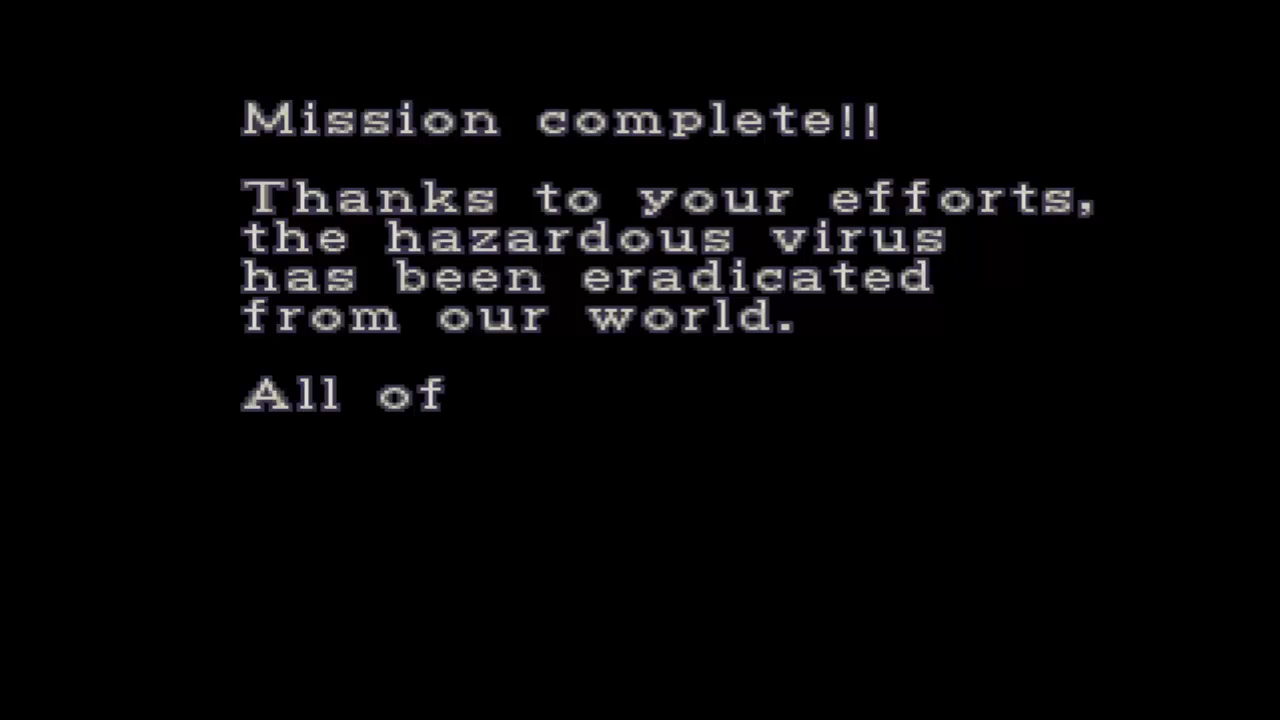 Mission complete!!
Thanks to your efforts,
the hazardous virus
has been eradicated
from our world.
All of